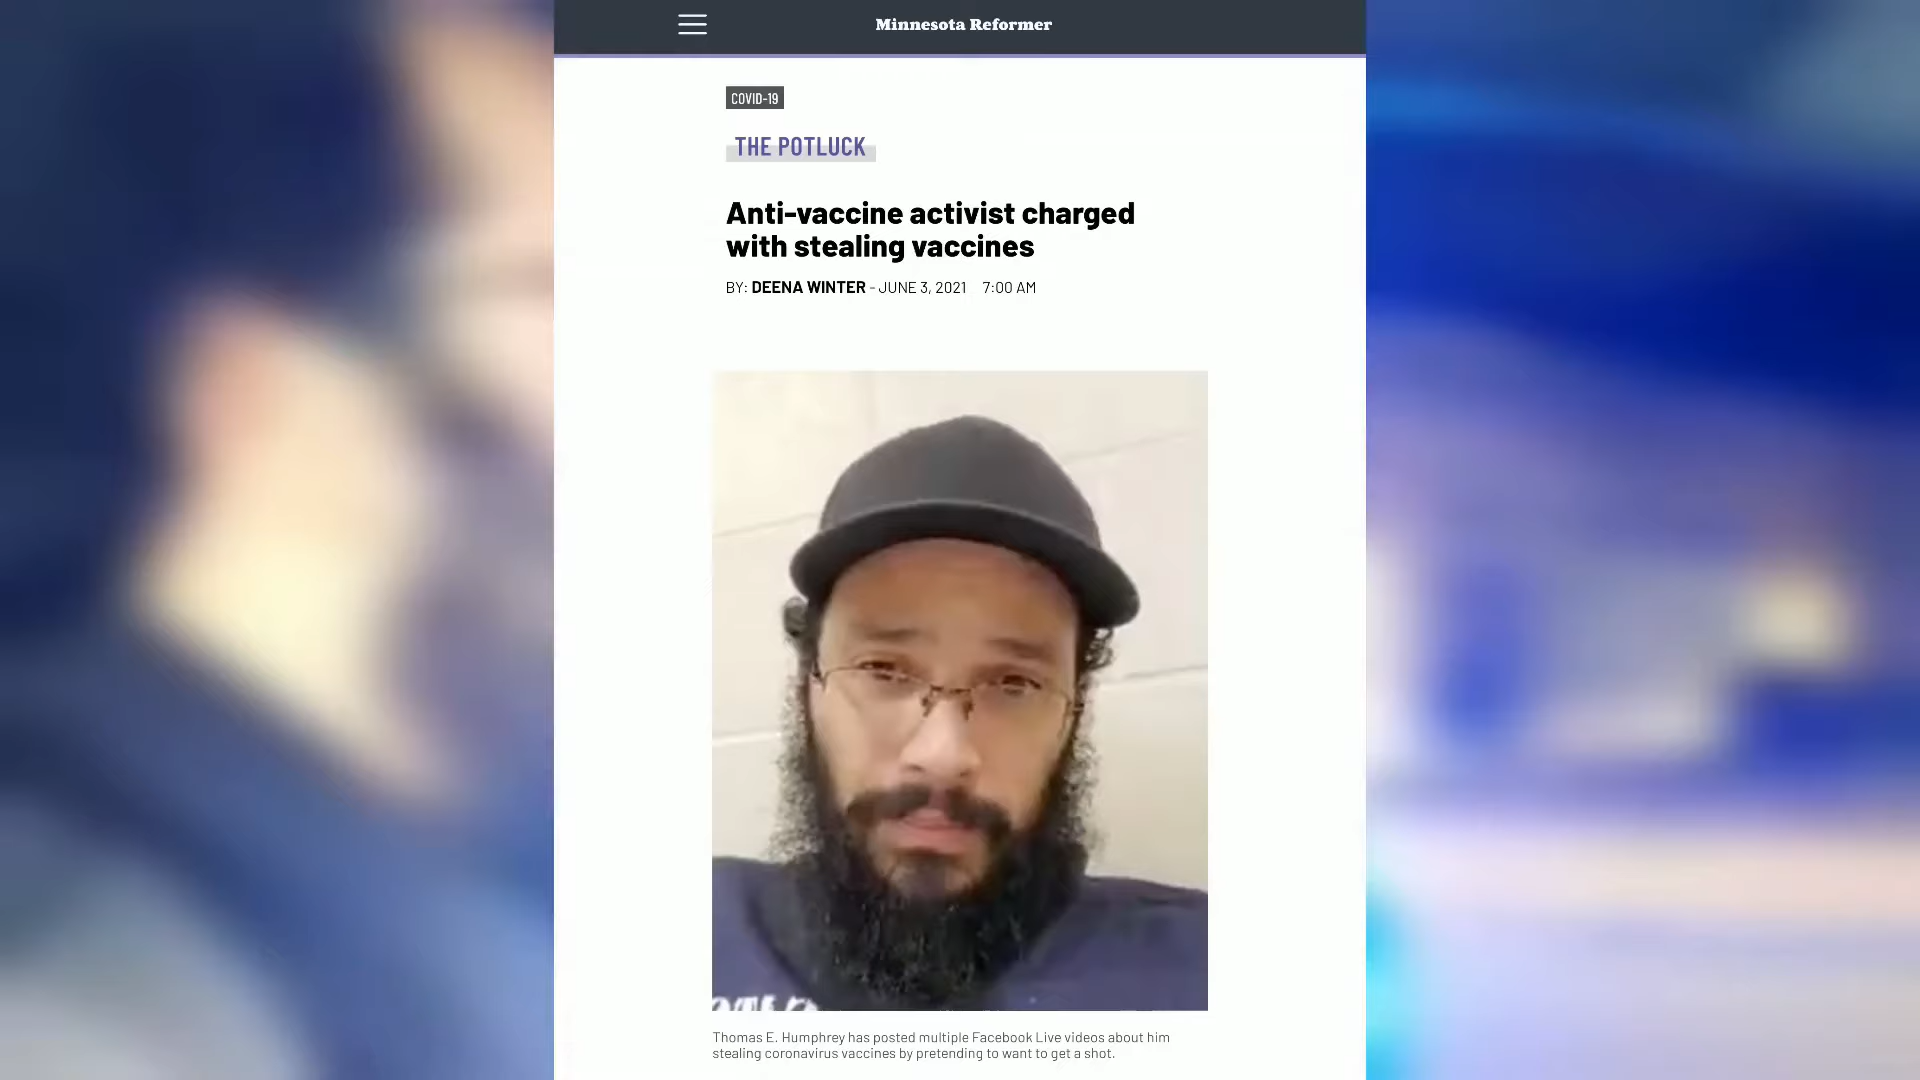 Minnesota Reformer
COVID-19
THE POTLUCK
Anti-vaccine activist charged
with stealing vaccines
BY: DEENA WINTER - JUNE 3, 2021 7:00 AM
Thomas E. Humphrey has posted multiple Facebook Live videos about him
stealing coronavirus vaccines by pretending to want to get a shot.